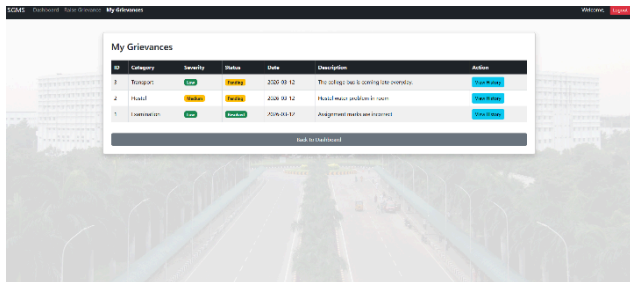 SGMS Dashboard Raise Grievance My Grievances Welcome, Logout
My Grievances
ID Category Severity Status Date Description Action
3 Transport Low Pending 2026-03-12 The college bus is coming late everyday. View History
2 Hostel Medium Pending 2026-03-12 Hostel water problem in room View History
1 Examination Low Resolved 2026-03-12 Assignment marks are incorrect View History
Back to Dashboard